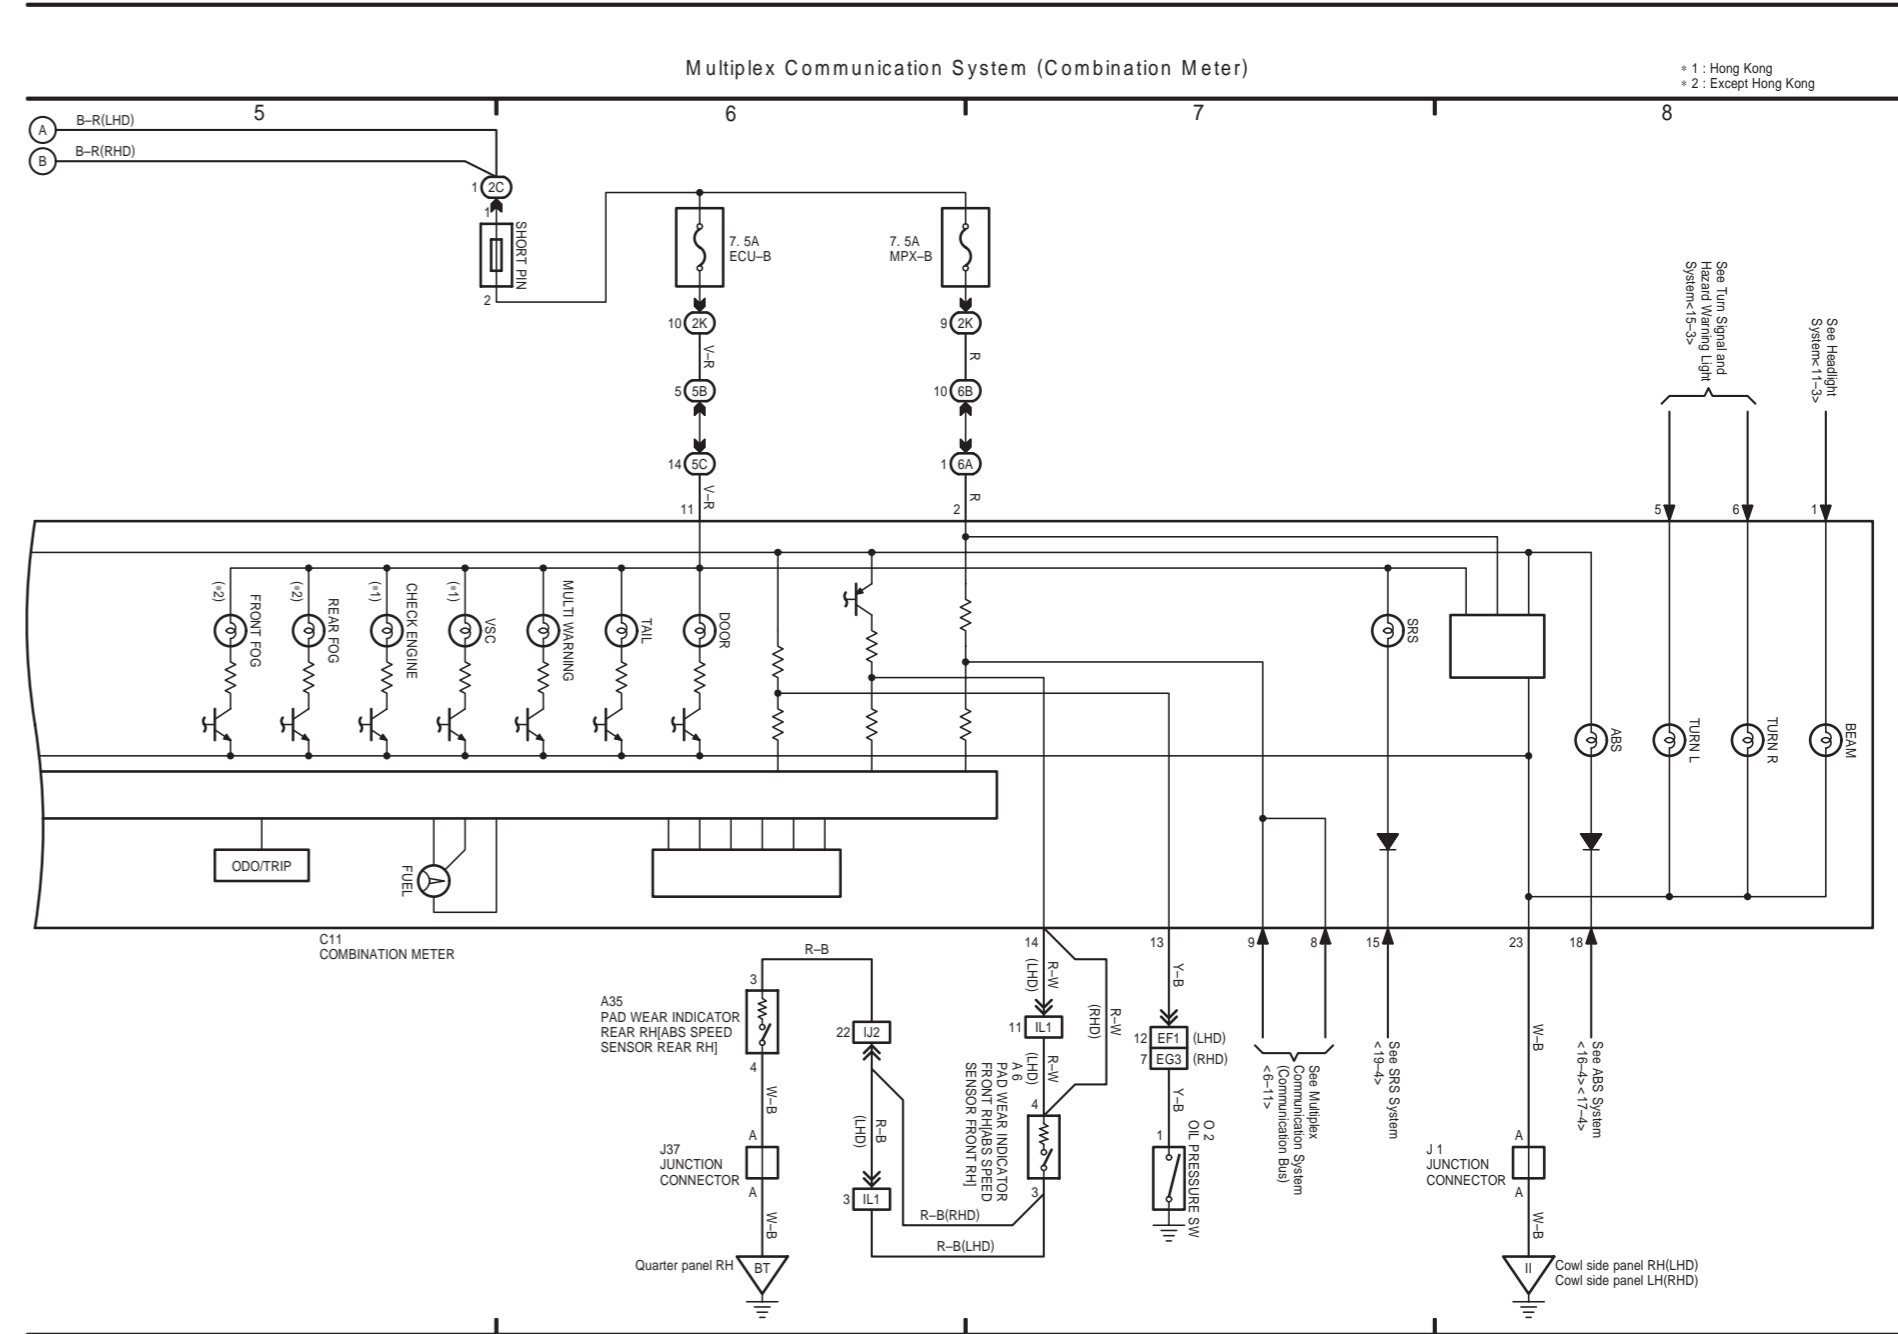 Multiplex Communication System (Combination Meter)
* 1 : Hong Kong
* 2 : Except Hong Kong
5
6
7
8
A
B–R(LHD)
B
B–R(RHD)
1
2C
1
SHORT PIN
2
7. 5A
ECU–B
7. 5A
MPX–B
10
2K
9
2K
V–R
R
5
5B
10
6B
14
5C
1
6A
V–R
R
11
2
See Turn Signal and
Hazard Warning Light
System<15–3>
See Headlight
System<11–3>
5
6
1
(*2)
FRONT FOG
(*2)
REAR FOG
(*1)
CHECK ENGINE
(*1)
VSC
MULTI WARNING
TAIL
DOOR
SRS
ABS
TURN L
TURN R
BEAM
ODO/TRIP
FUEL
C11
COMBINATION METER
14
13
9
8
15
23
18
R–B
3
A35
PAD WEAR INDICATOR
REAR RH[ABS SPEED
SENSOR REAR RH]
4
W–B
A
J37
JUNCTION
CONNECTOR
A
W–B
Quarter panel RH
BT
22
IJ2
R–B
(LHD)
3
IL1
R–B(RHD)
R–B(LHD)
R–W
(LHD)
R–W
(RHD)
11
IL1
R–W
(LHD)
A 6
PAD WEAR INDICATOR
FRONT RH[ABS SPEED
SENSOR FRONT RH]
4
3
Y–B
12
EF1
(LHD)
7
EG3
(RHD)
Y–B
1
O 2
OIL PRESSURE SW
See Multiplex
Communication System
(Communication Bus)
<6–11>
See SRS System
<19–4>
W–B
See ABS System
<16–4><17–4>
A
J 1
JUNCTION
CONNECTOR
A
W–B
II
Cowl side panel RH(LHD)
Cowl side panel LH(RHD)